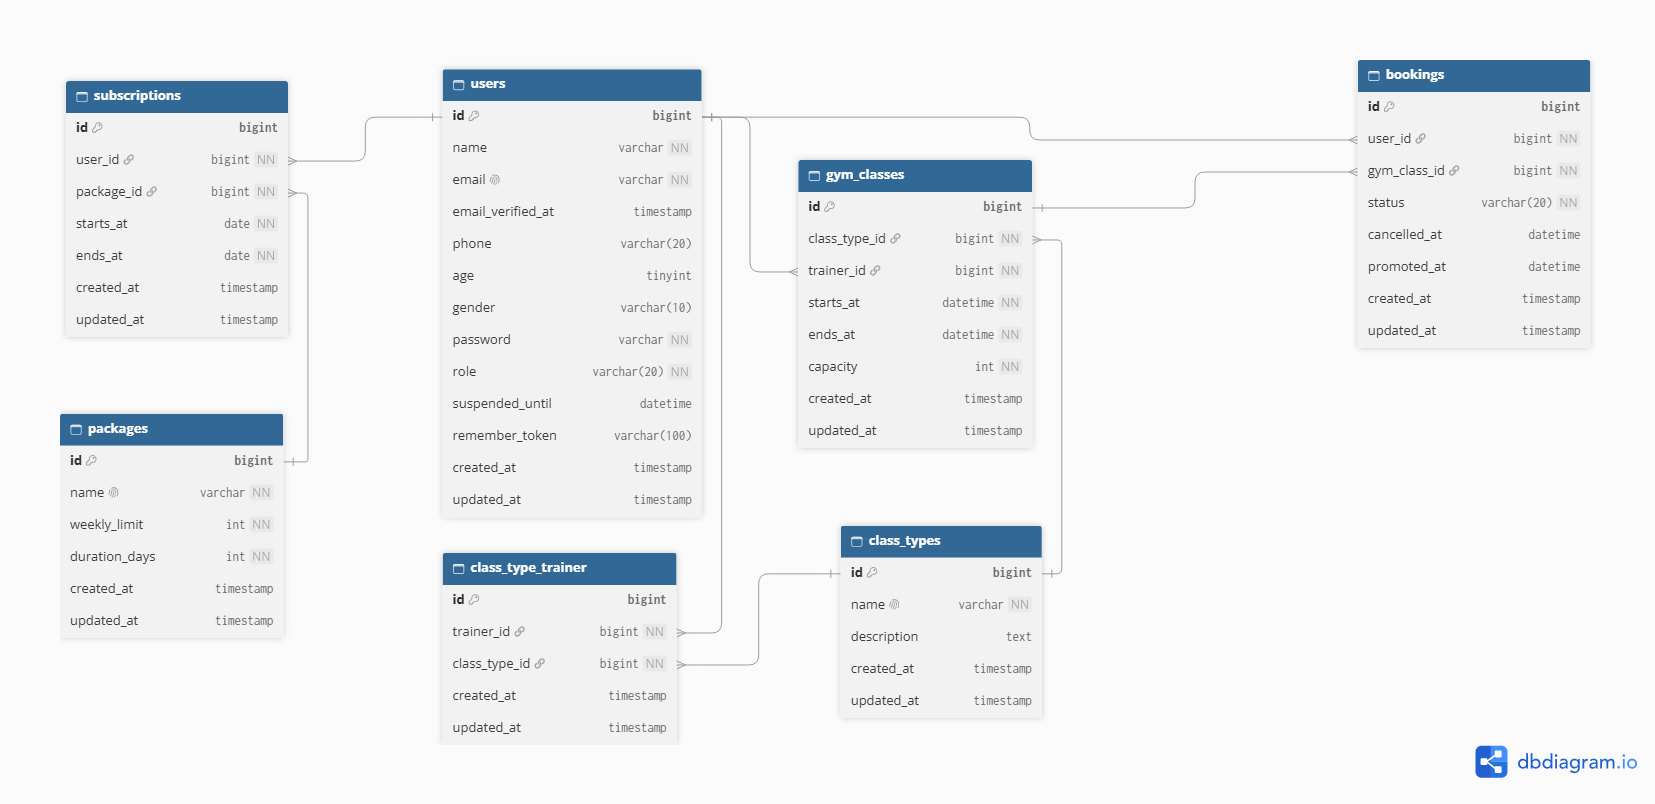 subscriptions
id bigint
user_id bigint NN
package_id bigint NN
starts_at date NN
ends_at date NN
created_at timestamp
updated_at timestamp
packages
id bigint
name varchar NN
weekly_limit int NN
duration_days int NN
created_at timestamp
updated_at timestamp
users
id bigint
name varchar NN
email varchar NN
email_verified_at timestamp
phone varchar(20)
age tinyint
gender varchar(10)
password varchar NN
role varchar(20) NN
suspended_until datetime
remember_token varchar(100)
created_at timestamp
updated_at timestamp
class_type_trainer
id bigint
trainer_id bigint NN
class_type_id bigint NN
created_at timestamp
updated_at timestamp
gym_classes
id bigint
class_type_id bigint NN
trainer_id bigint NN
starts_at datetime NN
ends_at datetime NN
capacity int NN
created_at timestamp
updated_at timestamp
class_types
id bigint
name varchar NN
description text
created_at timestamp
updated_at timestamp
bookings
id bigint
user_id bigint NN
gym_class_id bigint NN
status varchar(20) NN
cancelled_at datetime
promoted_at datetime
created_at timestamp
updated_at timestamp
dbdiagram.io